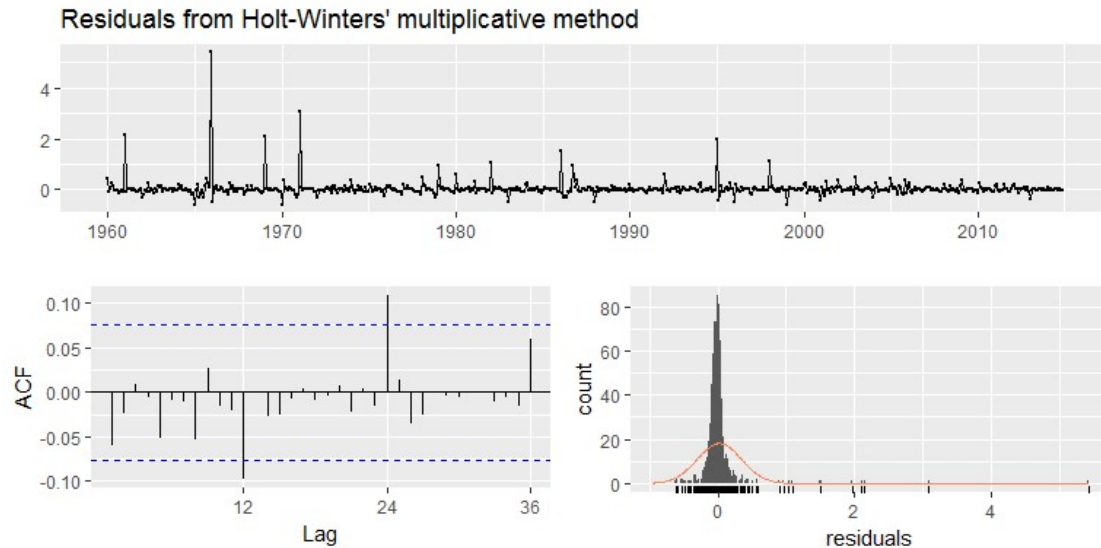 Residuals from Holt-Winters' multiplicative method
4
2
0
1960 1970 1980 1990 2000 2010
0.10
0.05
0.00
-0.05
-0.10
ACF
12 24 36
Lag
80
60
40
20
0
count
0 2 4
residuals